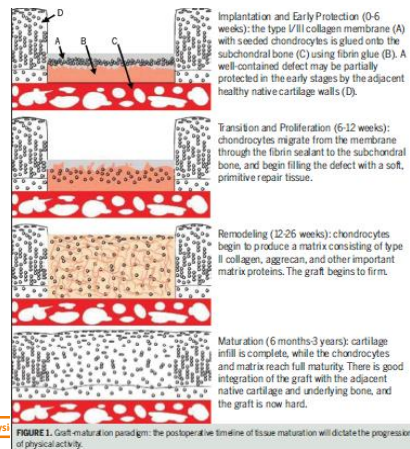 D
A B C
Implantation and Early Protection (0-6
weeks): the type I/III collagen membrane (A)
with seeded chondrocytes is glued onto the
subchondral bone (C) using fibrin glue (B). A
well-contained defect may be partially
protected in the early stages by the adjacent
healthy native cartilage walls (D).
Transition and Proliferation (6-12 weeks):
chondrocytes migrate from the membrane
through the fibrin sealant to the subchondral
bone, and begin filling the defect with a soft,
primitive repair tissue.
Remodeling (12-26 weeks): chondrocytes
begin to produce a matrix consisting of type
II collagen, aggrecan, and other important
matrix proteins. The graft begins to firm.
Maturation (6 months-3 years): cartilage
infill is complete, while the chondrocytes
and matrix reach full maturity. There is good
integration of the graft with the adjacent
native cartilage and underlying bone, and
the graft is now hard.
ysi
FIGURE 1. Graft-maturation paradigm: the postoperative timeline of tissue maturation will dictate the progression
of physical activity.